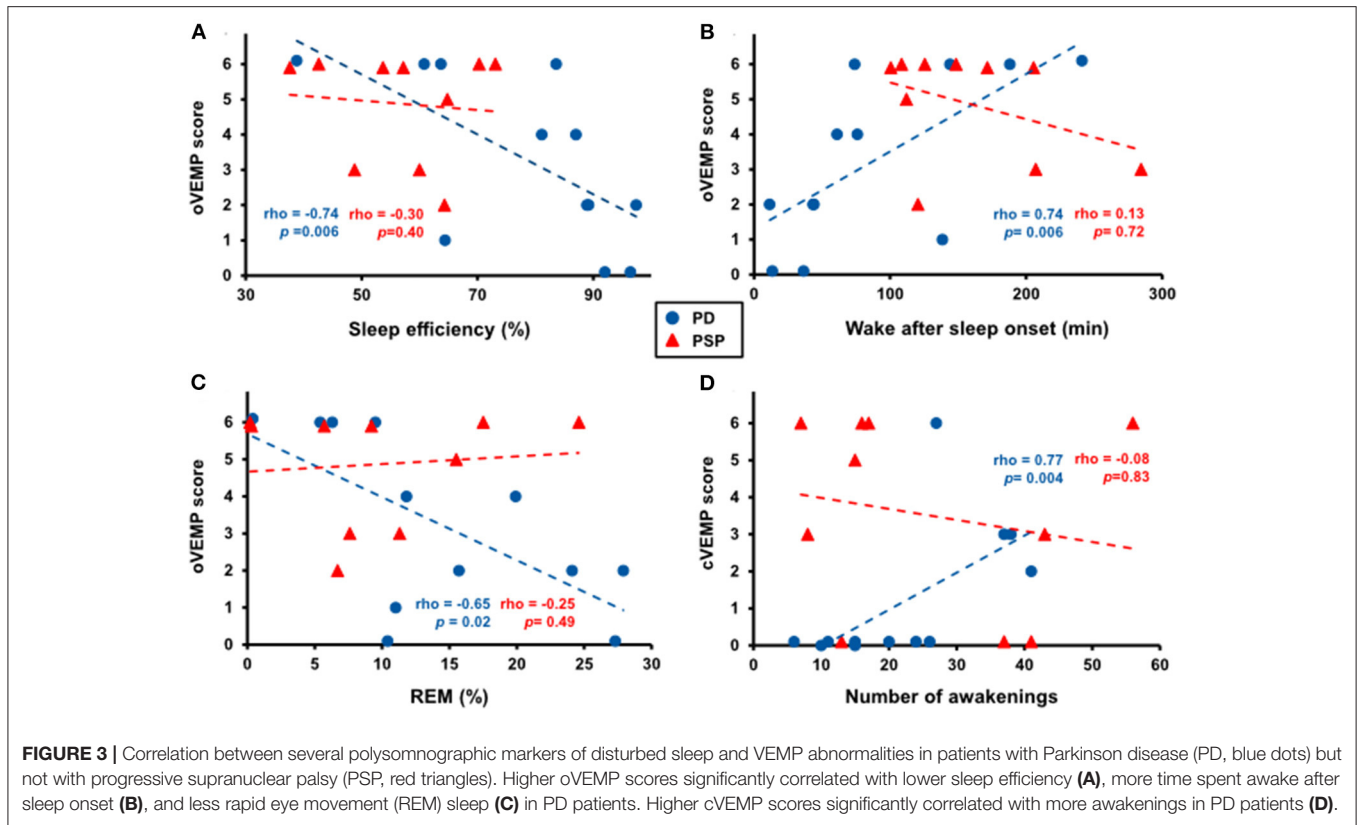 A
oVEMP score
6
5
4
3
2
1
0
rho = -0.74 rho = -0.30
p =0.006 p=0.40
30 50 70 90
Sleep efficiency (%)
B
oVEMP score
6
5
4
3
2
1
0
rho = 0.74 rho = 0.13
p= 0.006 p= 0.72
0 100 200 300
Wake after sleep onset (min)
PD
PSP
C
oVEMP score
6
5
4
3
2
1
0
rho = -0.65 rho = -0.25
p = 0.02 p= 0.49
0 5 10 15 20 25 30
REM (%)
D
cVEMP score
6
5
4
3
2
1
0
rho = 0.77 rho = -0.08
p= 0.004 p=0.83
0 10 20 30 40 50 60
Number of awakenings
FIGURE 3 | Correlation between several polysomnographic markers of disturbed sleep and VEMP abnormalities in patients with Parkinson disease (PD, blue dots) but
not with progressive supranuclear palsy (PSP, red triangles). Higher oVEMP scores significantly correlated with lower sleep efficiency (A), more time spent awake after
sleep onset (B), and less rapid eye movement (REM) sleep (C) in PD patients. Higher cVEMP scores significantly correlated with more awakenings in PD patients (D).